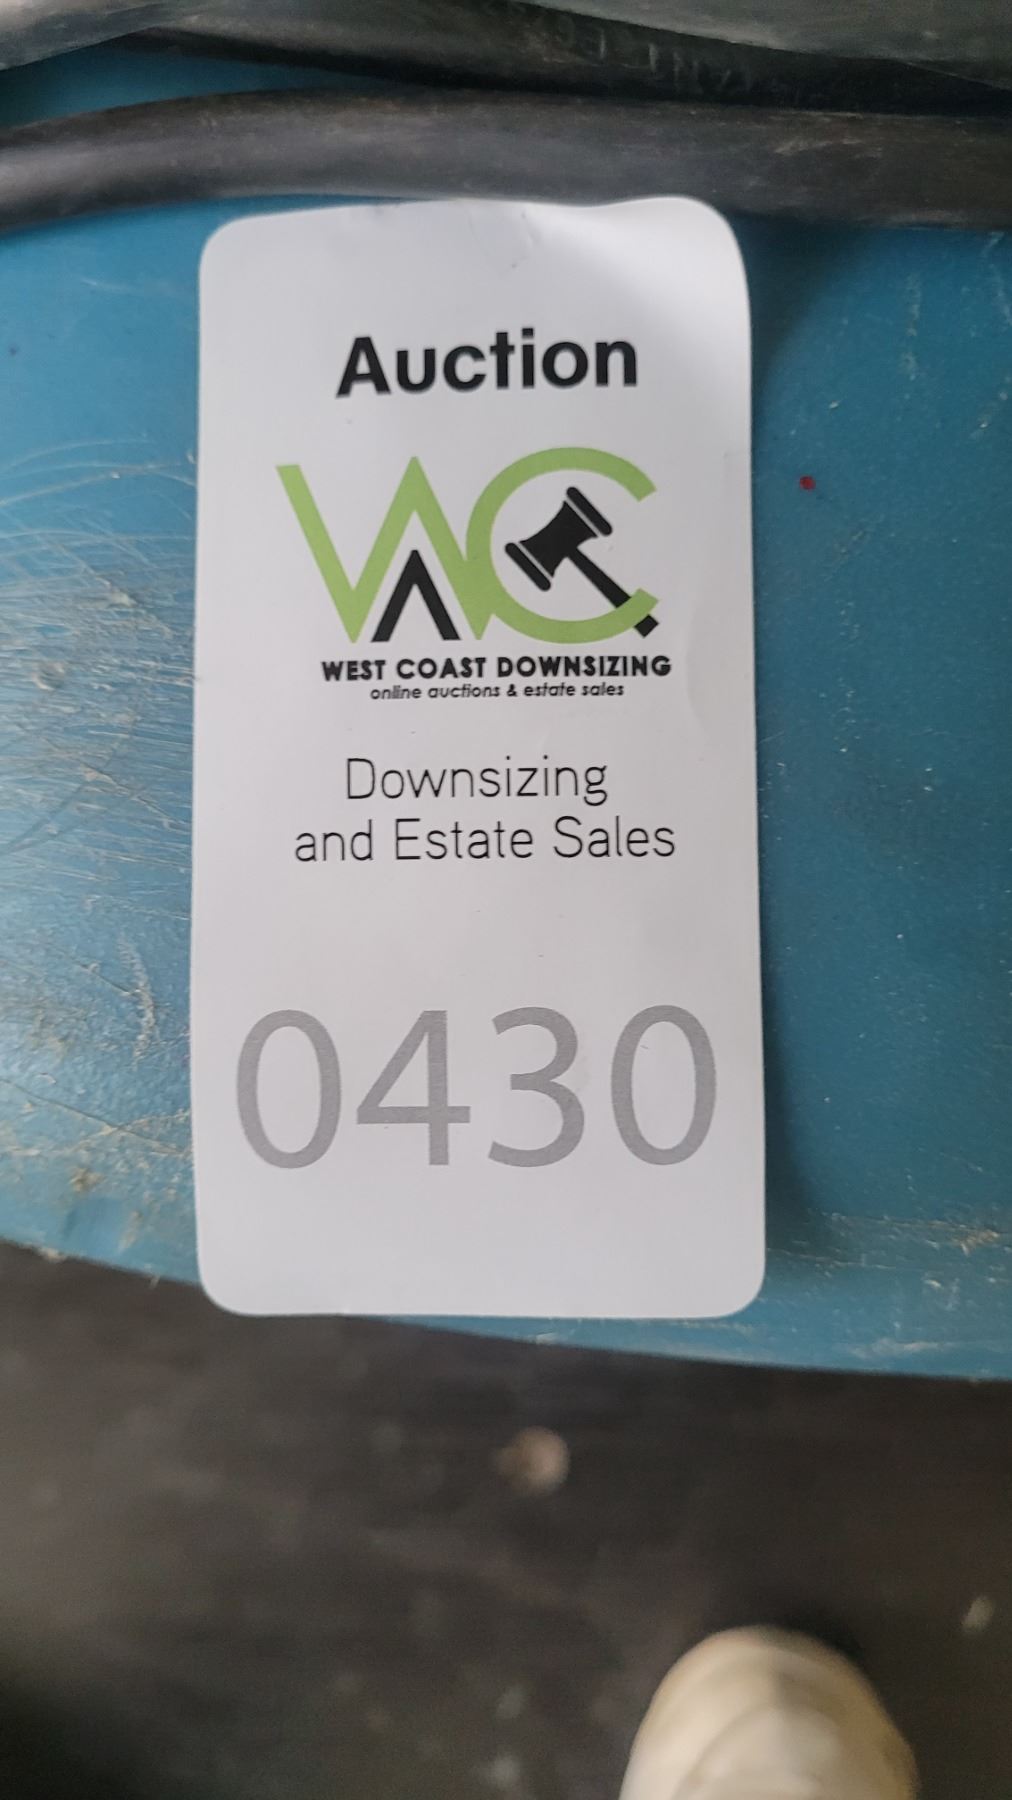 Auction
WC
WEST COAST DOWNSIZING
online auctions & estate sales
Downsizing
and Estate Sales
0430